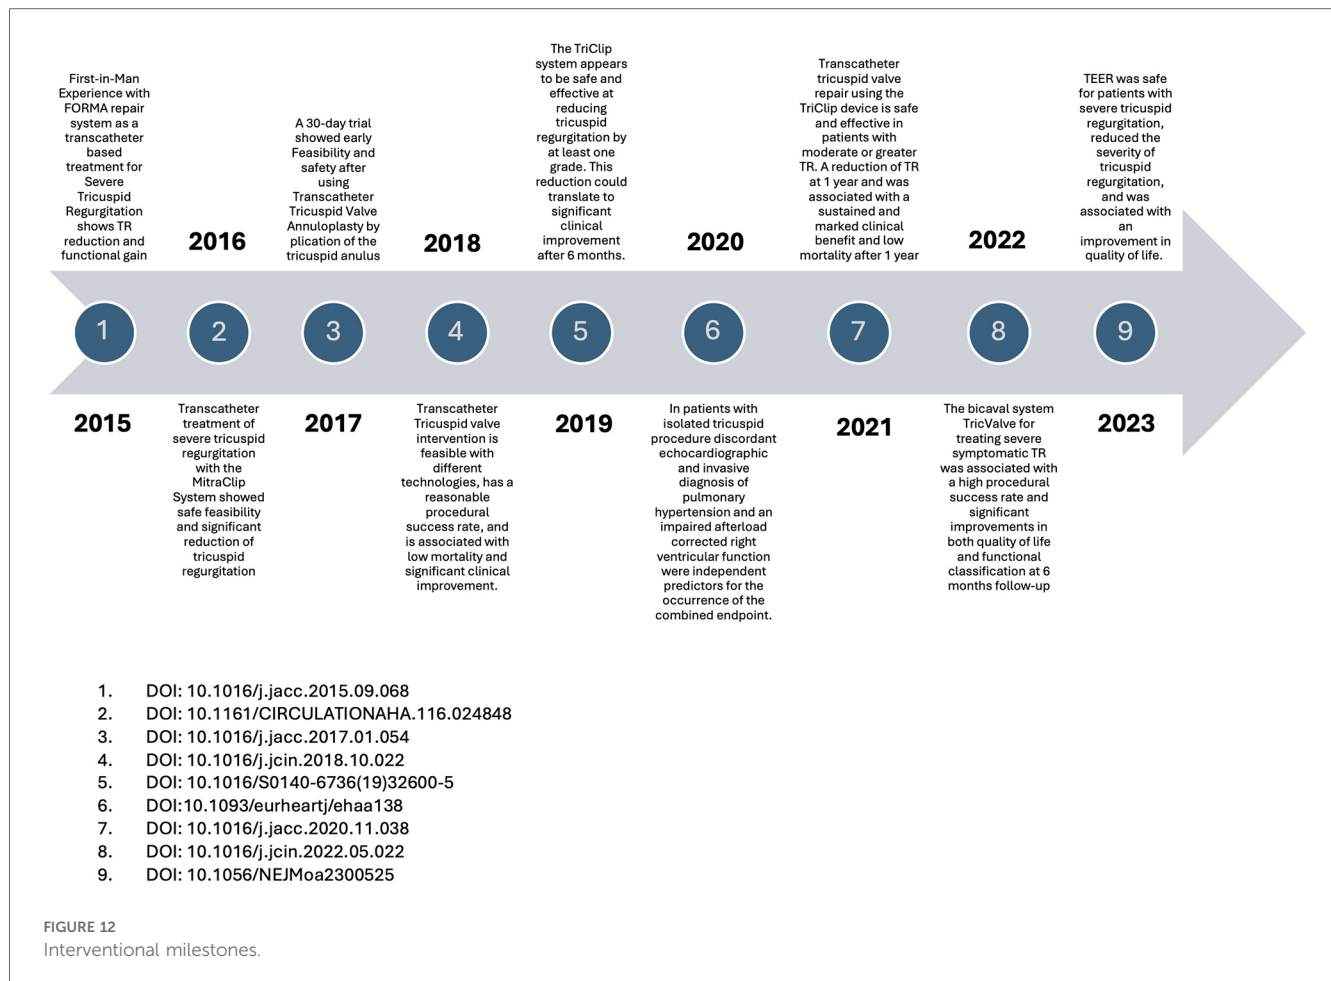 First-in-Man
Experience with
FORMA repair
system as a
transcatheter
based
treatment for
Severe
Tricuspid
Regurgitation
shows TR
reduction and
functional gain
2016
A 30-day trial
showed early
Feasibility and
safety after
using
Transcatheter
Tricuspid Valve
Annuloplasty by
plication of the
tricuspid anulus
2018
The TriClip
system appears
to be safe and
effective at
reducing
tricuspid
regurgitation by
at least one
grade. This
reduction could
translate to
significant
clinical
improvement
after 6 months.
2020
Transcatheter
tricuspid valve
repair using the
TriClip device is safe
and effective in
patients with
moderate or greater
TR. A reduction of TR
at 1 year and was
associated with a
sustained and
marked clinical
benefit and low
mortality after 1 year
2022
TEER was safe
for patients with
severe tricuspid
regurgitation,
reduced the
severity of
tricuspid
regurgitation,
and was
associated with
an
improvement in
quality of life.
1
2
3
4
5
6
7
8
9
2015
Transcatheter
treatment of
severe tricuspid
regurgitation
with the
MitraClip
System showed
safe feasibility
and significant
reduction of
tricuspid
regurgitation
2017
Transcatheter
Tricuspid valve
intervention is
feasible with
different
technologies, has a
reasonable
procedural
success rate, and
is associated with
low mortality and
significant clinical
improvement.
2019
In patients with
isolated tricuspid
procedure discordant
echocardiographic
and invasive
diagnosis of
pulmonary
hypertension and an
impaired afterload
corrected right
ventricular function
were independent
predictors for the
occurrence of the
combined endpoint.
2021
The bicaval system
TricValve for
treating severe
symptomatic TR
was associated with
a high procedural
success rate and
significant
improvements in
both quality of life
and functional
classification at 6
months follow-up
2023
1. DOI: 10.1016/j.jacc.2015.09.068
2. DOI: 10.1161/CIRCULATIONAHA.116.024848
3. DOI: 10.1016/j.jacc.2017.01.054
4. DOI: 10.1016/j.jcin.2018.10.022
5. DOI: 10.1016/S0140-6736(19)32600-5
6. DOI:10.1093/eurheartj/ehaa138
7. DOI: 10.1016/j.jacc.2020.11.038
8. DOI: 10.1016/j.jcin.2022.05.022
9. DOI: 10.1056/NEJMoa2300525
FIGURE 12
Interventional milestones.